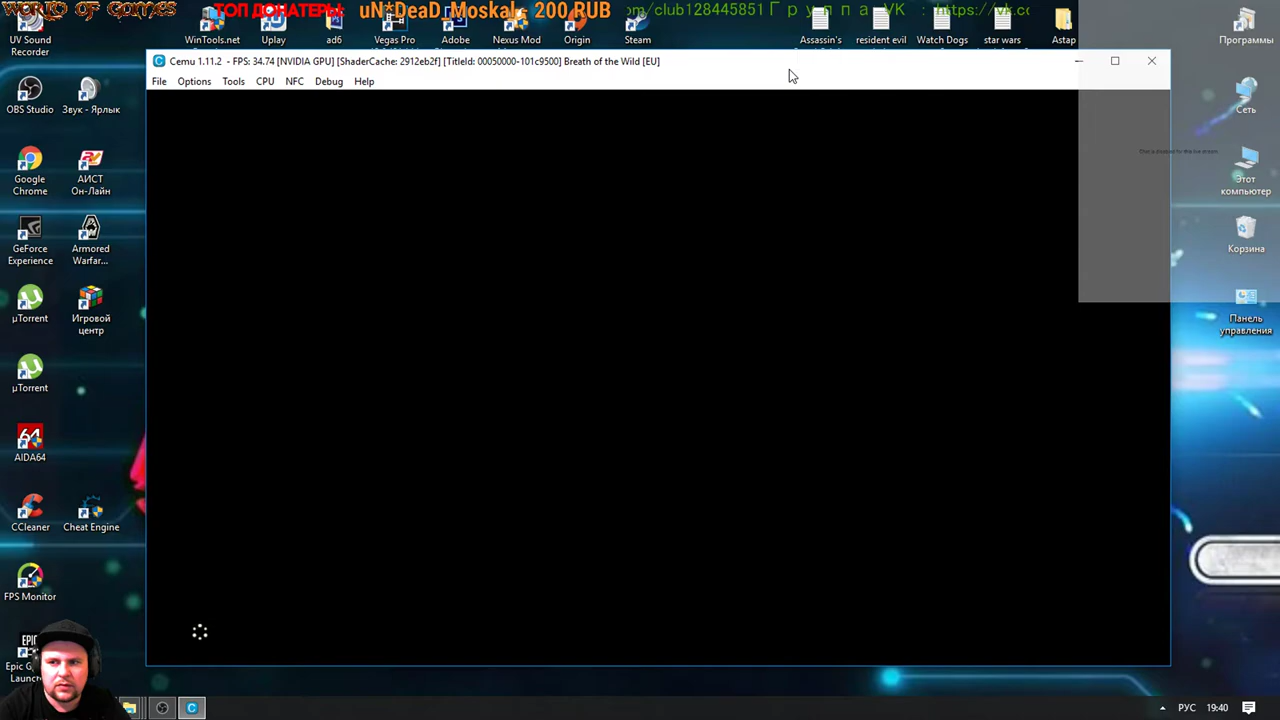 WORLD OF GAMES
ТОП ДОНАТЕРЫ:
uN*DeaD_Moskal - 200 RUB
om/club128445851 Г р у п п а VK : https://vk.co
UV Sound Recorder
WinTools.net
Uplay
ad6
Vegas Pro
Adobe
Nexus Mod
Origin
Steam
Assassin's
resident evil
Watch Dogs
star wars
Astap
Программы
Cemu 1.11.2 - FPS: 34.74 [NVIDIA GPU] [ShaderCache: 2912eb2f] [TitleId: 00050000-101c9500] Breath of the Wild [EU]
File Options Tools CPU NFC Debug Help
OBS Studio
Звук - Ярлык
Сеть
Google Chrome
АИСТ Он-Лайн
Этот компьютер
GeForce Experience
Armored Warfar...
Корзина
µTorrent
Игровой центр
Панель управления
µTorrent
64
AIDA64
CCleaner
Cheat Engine
FPS Monitor
EPIC
Epic G
Launc
РУС 19:40